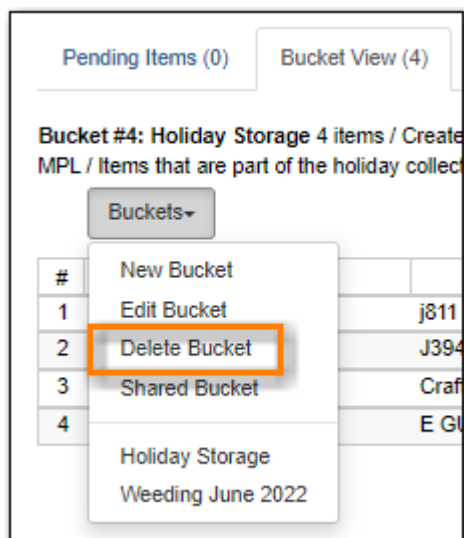 Pending Items (0) Bucket View (4)
Bucket #4: Holiday Storage 4 items / Create
MPL / Items that are part of the holiday collec
Buckets
#
New Bucket
1 Edit Bucket j811
2 Delete Bucket J394
3 Shared Bucket Craf
4 E GU
Holiday Storage
Weeding June 2022